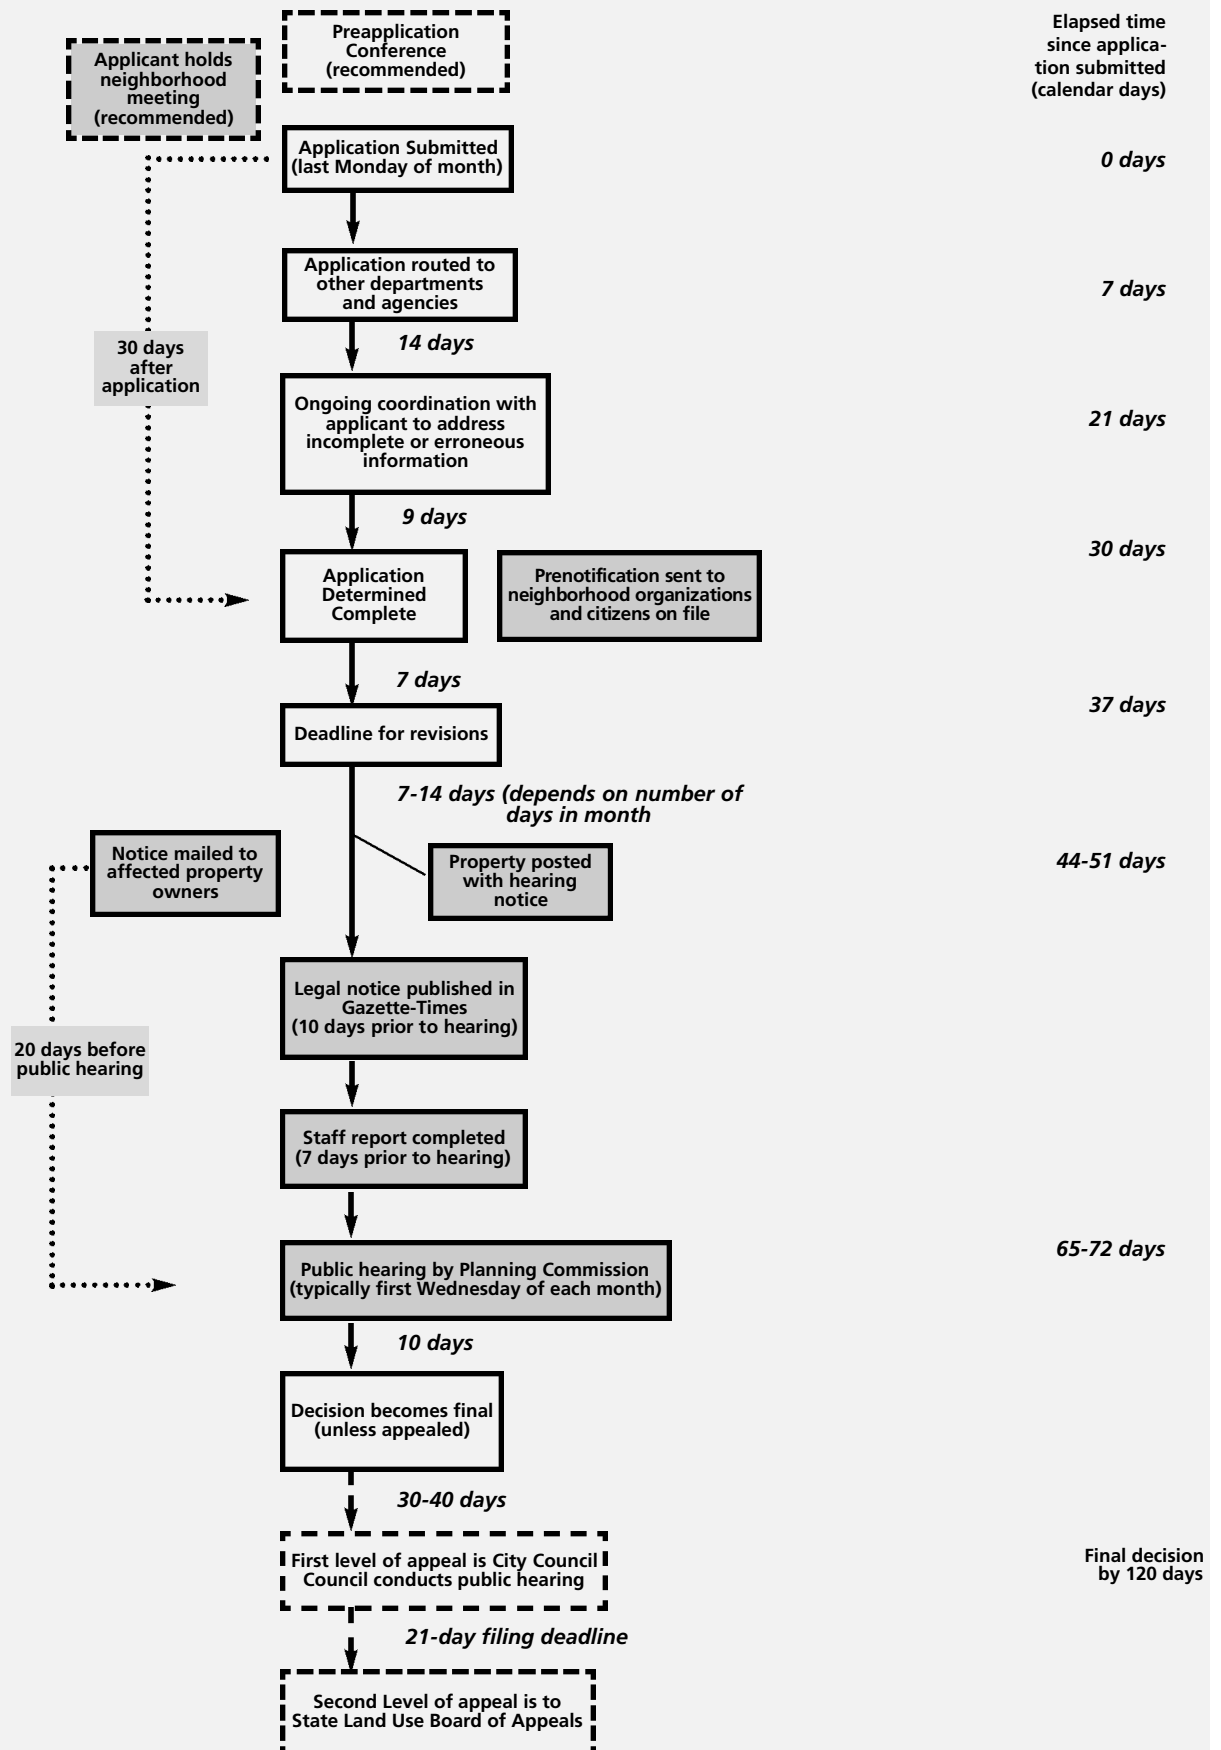 Preapplication
Conference
(recommended)
Elapsed time
since applica-
tion submitted
(calendar days)
Applicant holds
neighborhood
meeting
(recommended)
Application Submitted
(last Monday of month)
0 days
Application routed to
other departments
and agencies
7 days
14 days
30 days
after
application
Ongoing coordination with
applicant to address
incomplete or erroneous
information
21 days
9 days
30 days
Application
Determined
Complete
Prenotification sent to
neighborhood organizations
and citizens on file
7 days
37 days
Deadline for revisions
7-14 days (depends on number of
days in month
Notice mailed to
affected property
owners
Property posted
with hearing
notice
44-51 days
Legal notice published in
Gazette-Times
(10 days prior to hearing)
20 days before
public hearing
Staff report completed
(7 days prior to hearing)
65-72 days
Public hearing by Planning Commission
(typically first Wednesday of each month)
10 days
Decision becomes final
(unless appealed)
30-40 days
First level of appeal is City Council
Council conducts public hearing
Final decision
by 120 days
21-day filing deadline
Second Level of appeal is to
State Land Use Board of Appeals